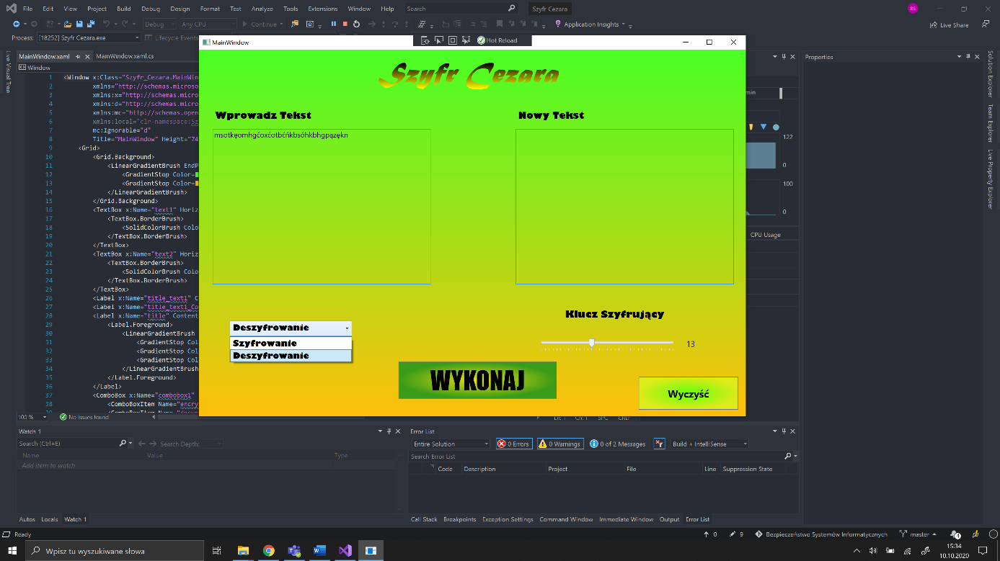 File Edit View Project Build Debug Design Format Test Analyze Tools Extensions Window Help Search Szyfr Cezara BS
Debug Any CPU Continue Application Insights Live Share
Process: [18252] Szyfr Cezara.exe Lifecycle Events
MainWindow.xaml MainWindow.xaml.cs
Window
1 <Window x:Class="Szyfr_Cezara.MainWin
2 xmlns="http://schemas.microso
3 xmlns:x="http://schemas.micro
4 xmlns:d="http://schemas.micro
5 xmlns:mc="http://schemas.open
6 xmlns:local="clr-namespace:Sz
7 mc:Ignorable="d"
8 Title="MainWindow" Height="74
9 <Grid>
10 <Grid.Background>
11 <LinearGradientBrush EndP
12 <GradientStop Color=
13 <GradientStop Color=
14 </LinearGradientBrush>
15 </Grid.Background>
16 <TextBox x:Name="text1" Horiz
17 <TextBox.BorderBrush>
18 <SolidColorBrush Colo
19 </TextBox.BorderBrush>
20 </TextBox>
21 <TextBox x:Name="text2" Horiz
22 <TextBox.BorderBrush>
23 <SolidColorBrush Colo
24 </TextBox.BorderBrush>
25 </TextBox>
26 <Label x:Name="title_text1" C
27 <Label x:Name="title_text1_Co
28 <Label x:Name="title" Content
29 <Label.Foreground>
30 <LinearGradientBrush
31 <GradientStop Col
32 <GradientStop Col
33 <GradientStop Col
34 </LinearGradientBrush
35 </Label.Foreground>
36 </Label>
37 <ComboBox x:Name="combobox1"
38 <ComboBoxItem Name="encry
100 % No issues found
MainWindow
Hot Reload
Szyfr Cezara
Wprowadz Tekst
Nowy Tekst
msotkęomhgćoxćotbćńkbsóhkbhgpązękn
Klucz Szyfrujący
13
Deszyfrowanie
Szyfrowanie
Deszyfrowanie
WYKONAJ
Wyczyść
min
122
0
100
0
CPU Usage
Properties
Live Visual Tree
Solution Explorer
Team Explorer
Live Property Explorer
Ln: 1 Ch: 1 SPC CRLF
Watch 1
Search (Ctrl+E) Search Depth:
Name Value Type
Add item to watch
Autos Locals Watch 1
Error List
Entire Solution 0 Errors 0 Warnings 0 of 2 Messages Build + IntelliSense
Search Error List
Code Description Project File Line Suppression State
Call Stack Breakpoints Exception Settings Command Window Immediate Window Output Error List
Ready 0 9 Bezpieczeństwo Systemów Informatycznych master
Wpisz tu wyszukiwane słowa
15:34
10.10.2020